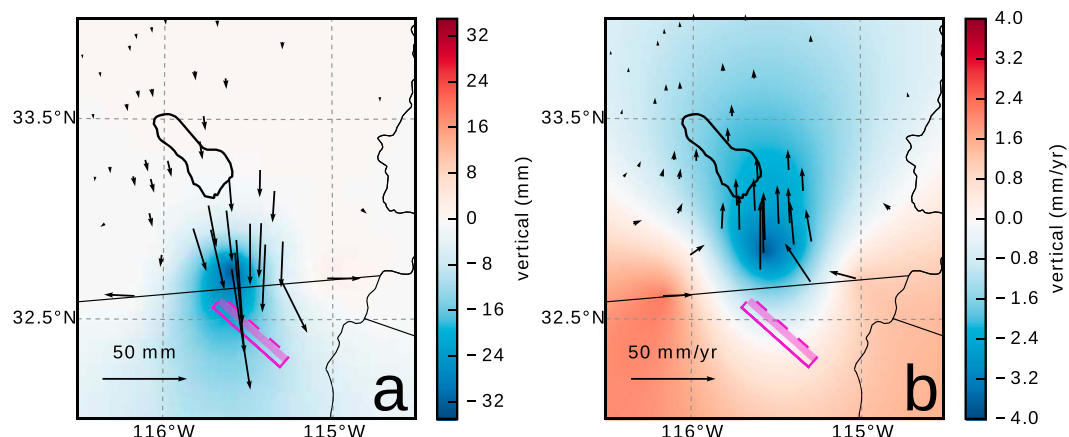 33.5°N
32.5°N
116°W
115°W
50 mm
a
32
24
16
8
0
−8
−16
−24
−32
vertical (mm)
33.5°N
32.5°N
116°W
115°W
50 mm/yr
b
4.0
3.2
2.4
1.6
0.8
0.0
−0.8
−1.6
−2.4
−3.2
−4.0
vertical (mm/yr)